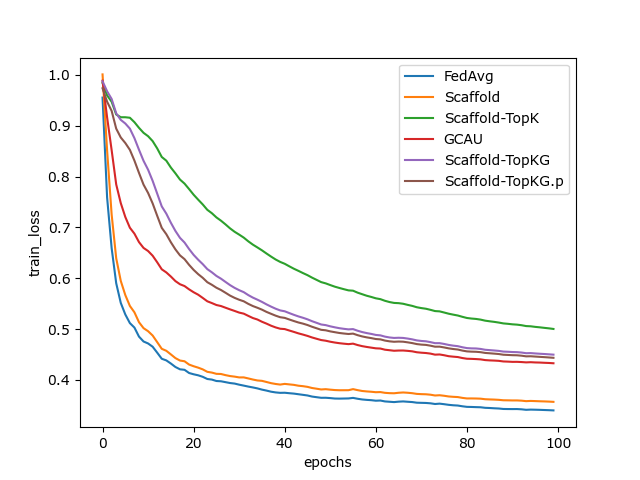 1.0
0.9
0.8
0.7
0.6
0.5
0.4
train_loss
0
20
40
60
80
100
epochs
FedAvg
Scaffold
Scaffold-TopK
GCAU
Scaffold-TopKG
Scaffold-TopKG.p